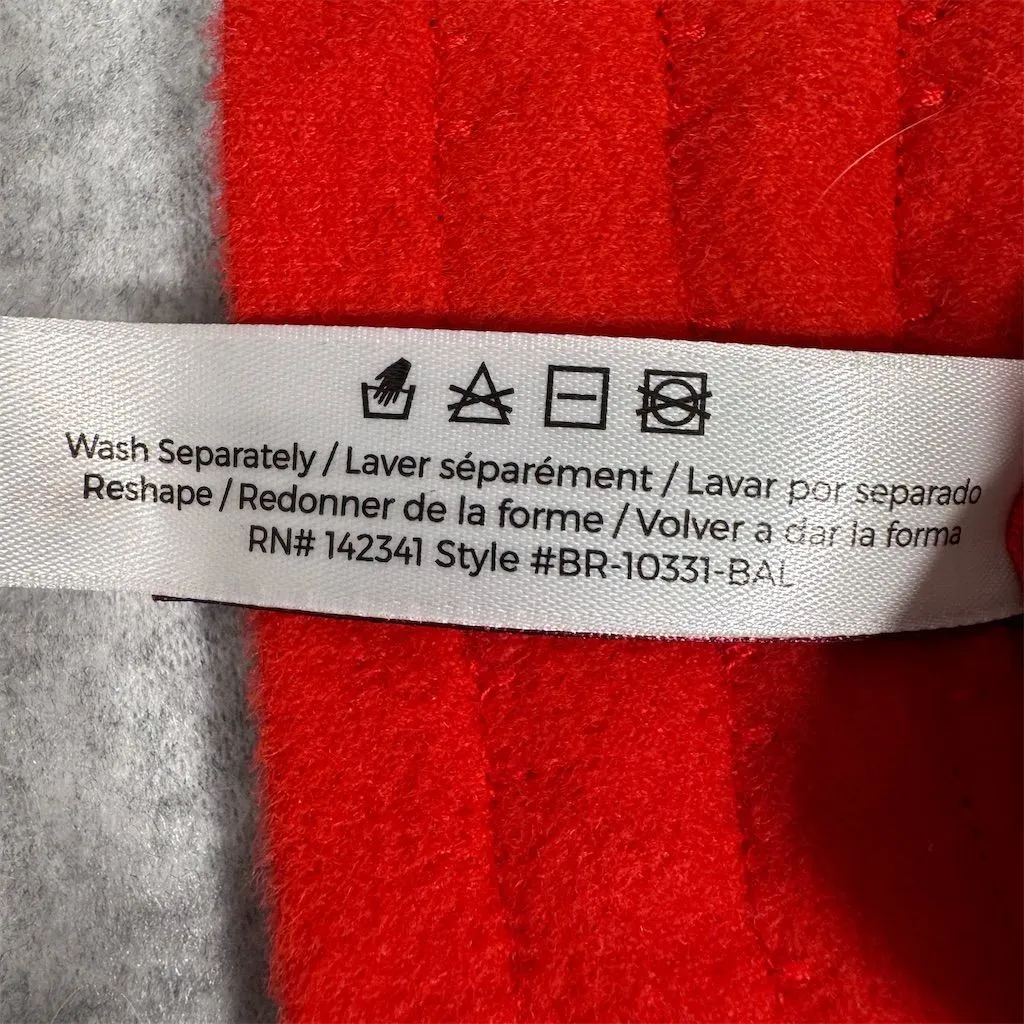 Wash Separately / Laver séparément / Lavar por separado
Reshape / Redonner de la forme / Volver a dar la forma
RN# 142341 Style #BR-10331-BAL